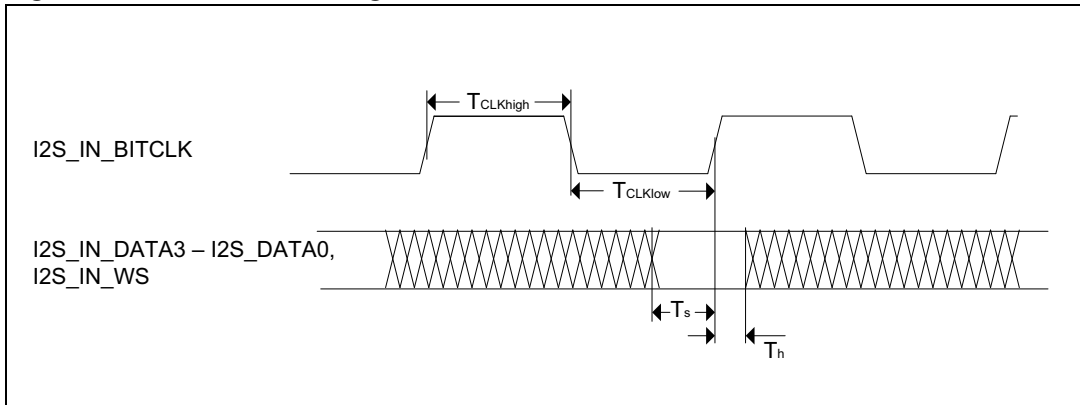 TCLKhigh
I2S_IN_BITCLK
TCLKlow
I2S_IN_DATA3 – I2S_DATA0,
I2S_IN_WS
Ts
Th